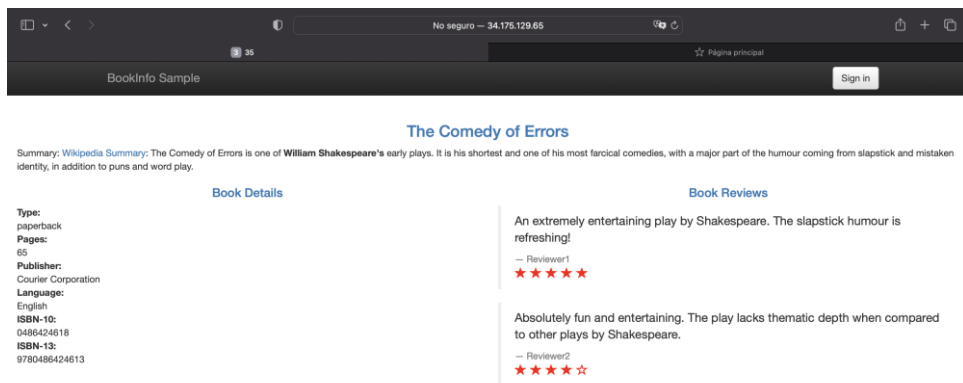 No seguro — 34.175.129.65
3 35
Página principal
BookInfo Sample
Sign in
The Comedy of Errors
Summary: Wikipedia Summary: The Comedy of Errors is one of William Shakespeare's early plays. It is his shortest and one of his most farcical comedies, with a major part of the humour coming from slapstick and mistaken
identity, in addition to puns and word play.
Book Details
Type:
paperback
Pages:
65
Publisher:
Courier Corporation
Language:
English
ISBN-10:
0486424618
ISBN-13:
9780486424613
Book Reviews
An extremely entertaining play by Shakespeare. The slapstick humour is
refreshing!
— Reviewer1
Absolutely fun and entertaining. The play lacks thematic depth when compared
to other plays by Shakespeare.
— Reviewer2